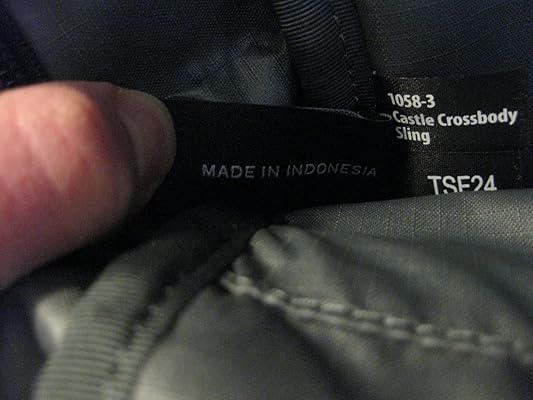 1058-3
Castle Crossbody
Sling
MADE IN INDONESIA
TSF24